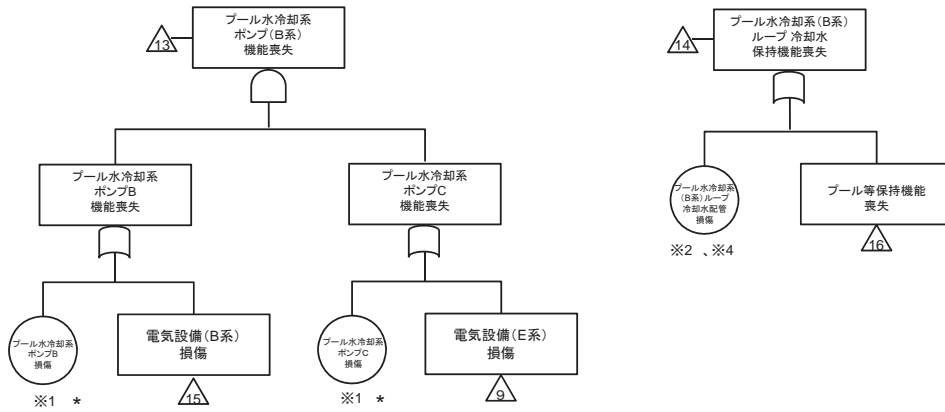 プール水冷却系
ポンプ(B系)
機能喪失
13
プール水冷却系
ポンプB
機能喪失
プール水冷却系
ポンプC
機能喪失
プール水冷却系
ポンプB
損傷
※1 *
電気設備(B系)
損傷
15
プール水冷却系
ポンプC
損傷
※1 *
電気設備(E系)
損傷
9
プール水冷却系(B系)
ループ 冷却水
保持機能喪失
14
プール水冷却系
(B系)ループ
冷却水配管
損傷
※2 、※4
プール等保持機能
喪失
16